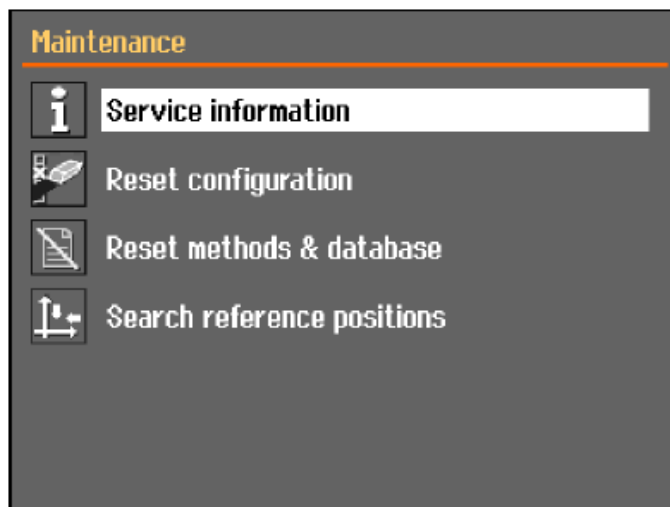 Maintenance
Service information
Reset configuration
Reset methods & database
Search reference positions